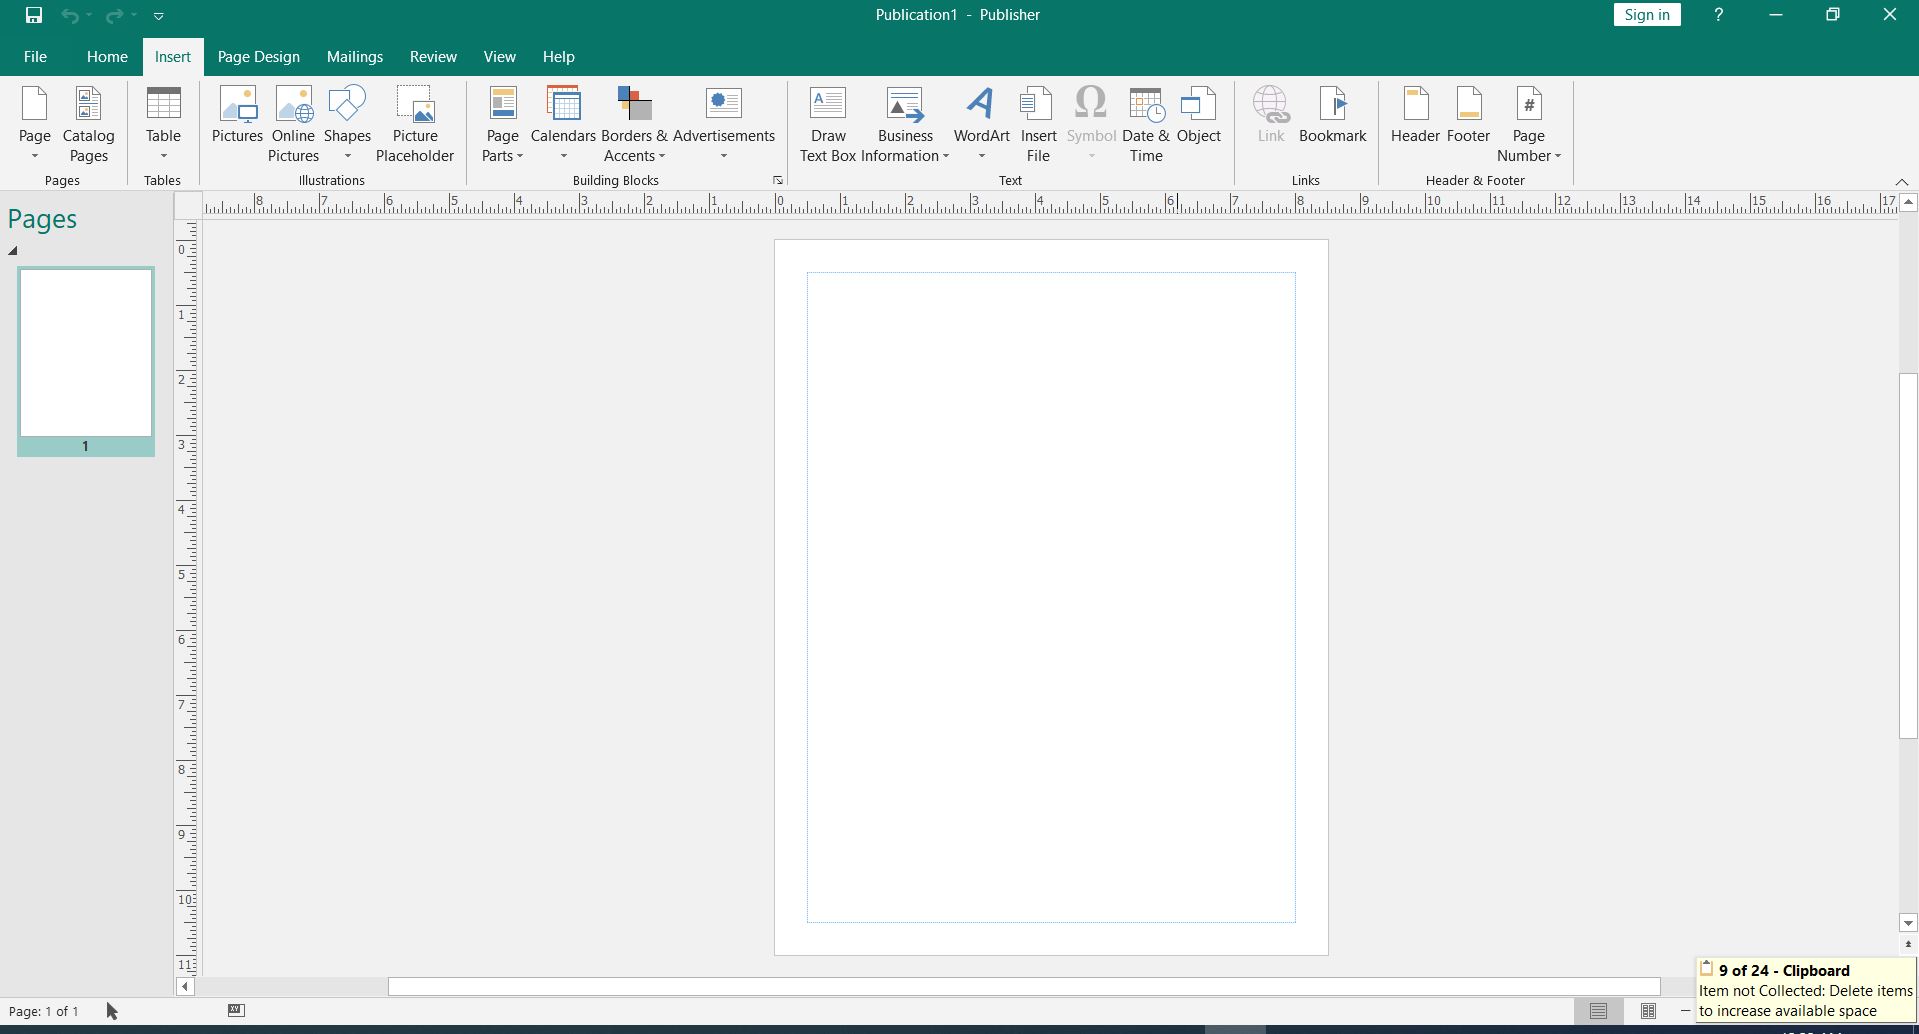 Publication1 - Publisher
Sign in
?
File Home Insert Page Design Mailings Review View Help
Page
Catalog Pages
Pages
Table
Tables
Pictures
Online Pictures
Shapes
Picture Placeholder
Illustrations
Page Parts
Calendars
Borders & Accents
Advertisements
Building Blocks
Draw Text Box
Business Information
WordArt
Insert File
Symbol
Date & Time
Object
Text
Link
Bookmark
Links
Header
Footer
Page Number
Header & Footer
8 7 6 5 4 3 2 1 0 1 2 3 4 5 6 7 8 9 10 11 12 13 14 15 16 17
Pages
1
0
1
2
3
4
5
6
7
8
9
10
11
9 of 24 - Clipboard
Item not Collected: Delete items
to increase available space
Page: 1 of 1